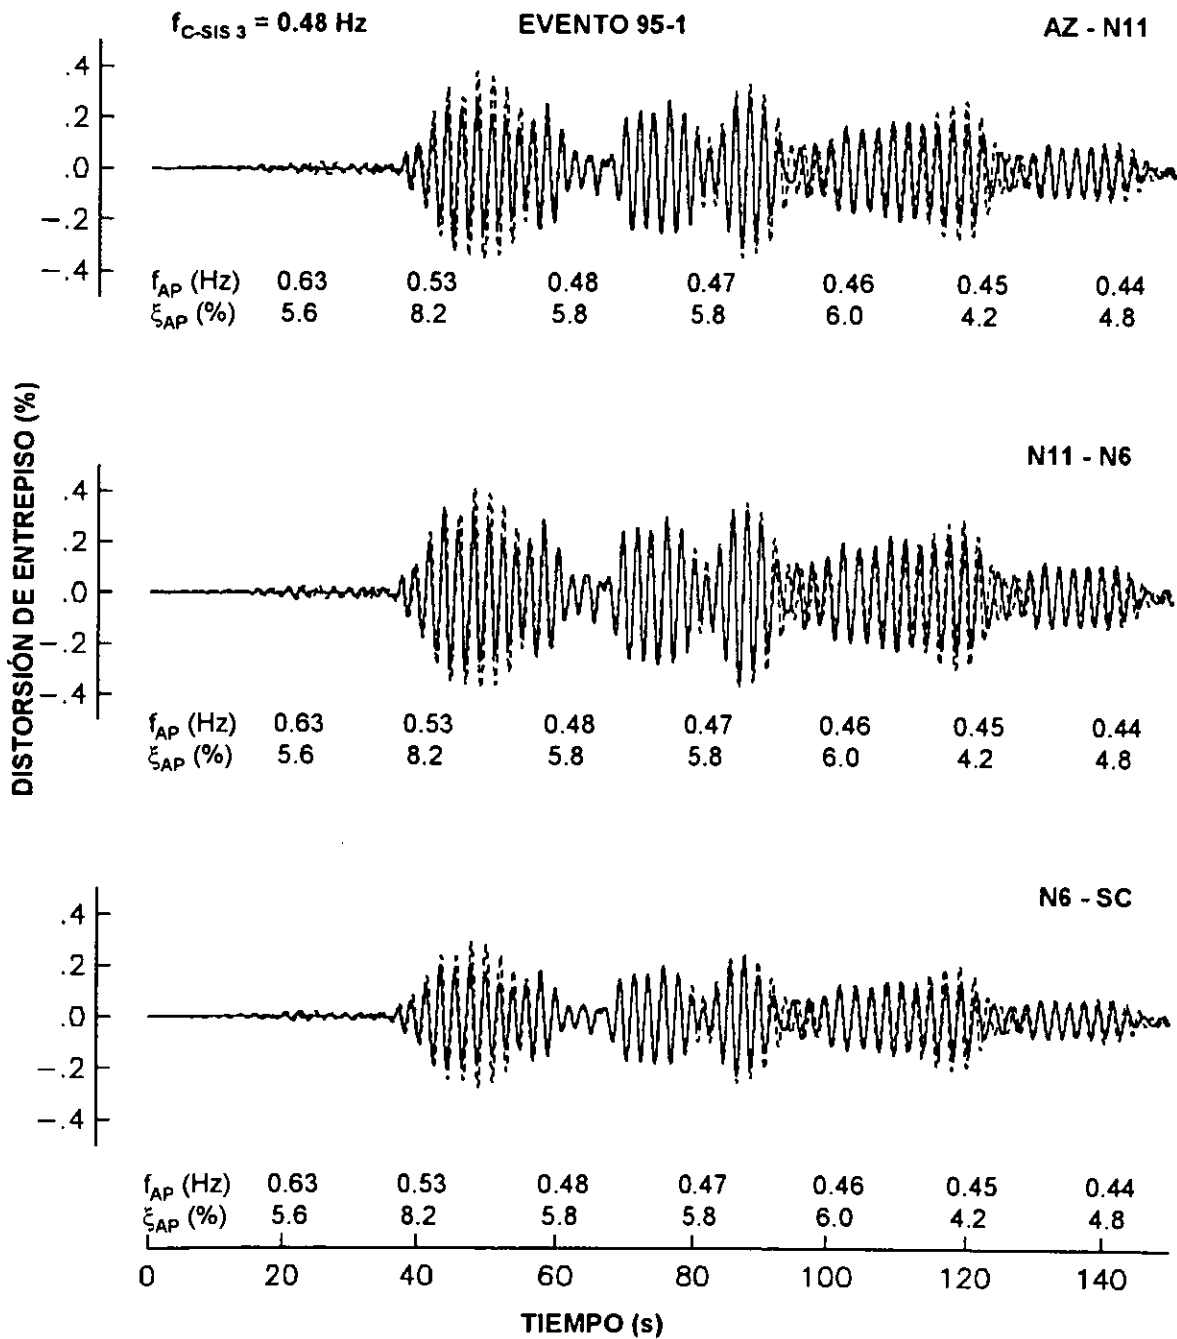 f_C-SIS 3 = 0.48 Hz EVENTO 95-1 AZ - N11
.4
.2
.0
-.2
-.4
f_AP (Hz) 0.63 0.53 0.48 0.47 0.46 0.45 0.44
ξ_AP (%) 5.6 8.2 5.8 5.8 6.0 4.2 4.8
DISTORSIÓN DE ENTREPISO (%)
N11 - N6
.4
.2
.0
-.2
-.4
f_AP (Hz) 0.63 0.53 0.48 0.47 0.46 0.45 0.44
ξ_AP (%) 5.6 8.2 5.8 5.8 6.0 4.2 4.8
N6 - SC
.4
.2
.0
-.2
-.4
f_AP (Hz) 0.63 0.53 0.48 0.47 0.46 0.45 0.44
ξ_AP (%) 5.6 8.2 5.8 5.8 6.0 4.2 4.8
0 20 40 60 80 100 120 140
TIEMPO (s)